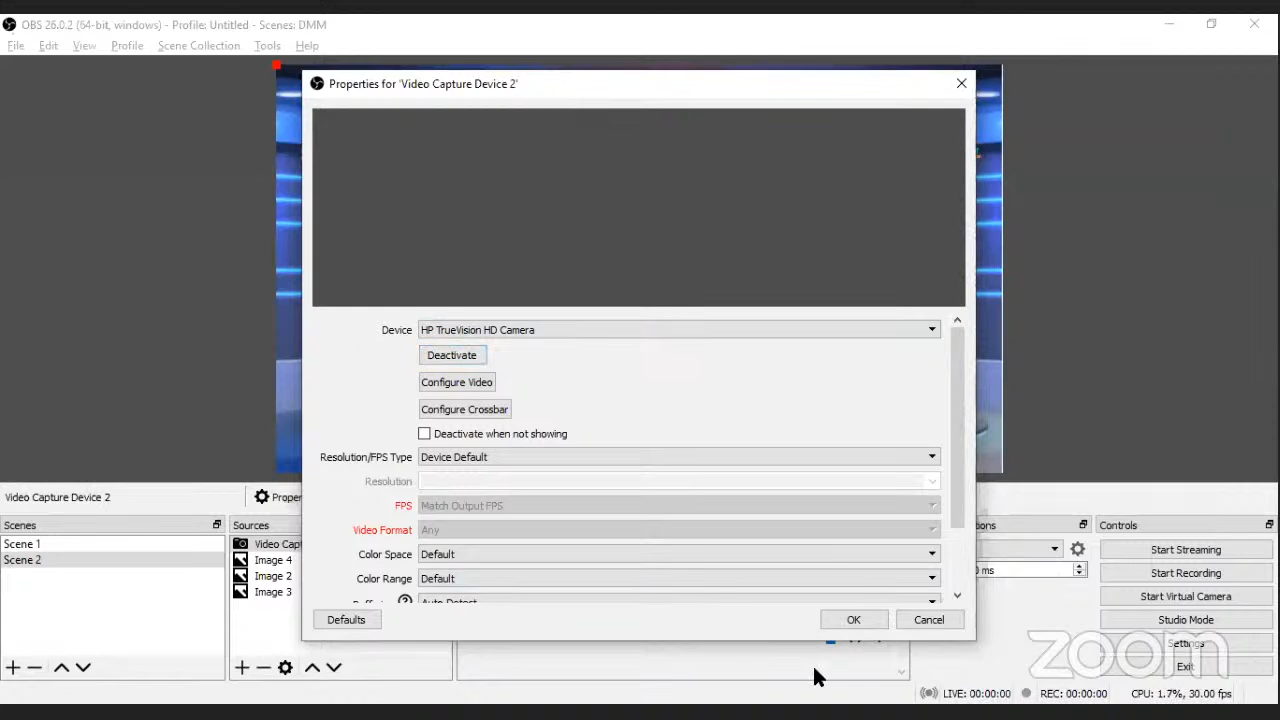 OBS 26.0.2 (64-bit, windows) - Profile: Untitled - Scenes: DMM
File Edit View Profile Scene Collection Tools Help
Properties for 'Video Capture Device 2'
Device HP TrueVision HD Camera
Deactivate
Configure Video
Configure Crossbar
Deactivate when not showing
Resolution/FPS Type Device Default
Resolution
FPS Match Output FPS
Video Format Any
Color Space Default
Color Range Default
Auto Detect
Defaults OK Cancel
Video Capture Device 2 Proper
Scenes
Scene 1
Scene 2
Sources
Video Cap
Image 4
Image 2
Image 3
ions
ms
Controls
Start Streaming
Start Recording
Start Virtual Camera
Studio Mode
Settings
Exit
zoom
LIVE: 00:00:00 REC: 00:00:00 CPU: 1.7%, 30.00 fps